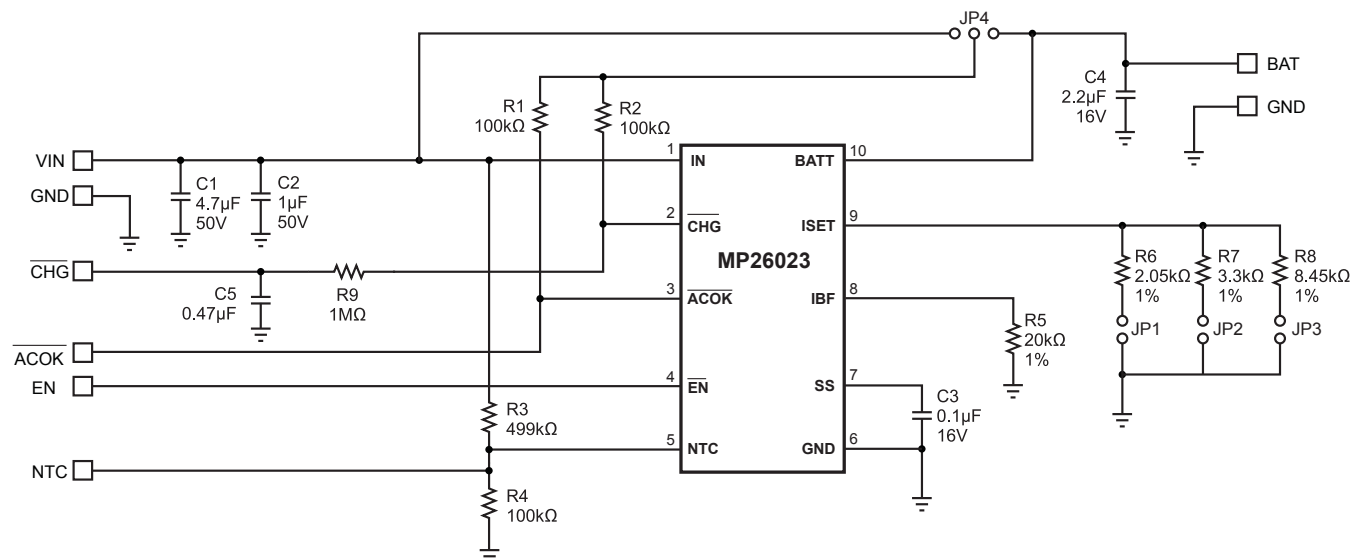 JP4
C4
2.2µF
16V
BAT
GND
R1
100kΩ
R2
100kΩ
VIN
GND
C1
4.7µF
50V
C2
1µF
50V
1
IN
BATT
10
2
CHG
ISET
9
MP26023
CHG
C5
0.47µF
R9
1MΩ
3
ACOK
IBF
8
R5
20kΩ
1%
R6
2.05kΩ
1%
R7
3.3kΩ
1%
R8
8.45kΩ
1%
JP1
JP2
JP3
ACOK
EN
4
EN
SS
7
C3
0.1µF
16V
R3
499kΩ
5
NTC
GND
6
NTC
R4
100kΩ